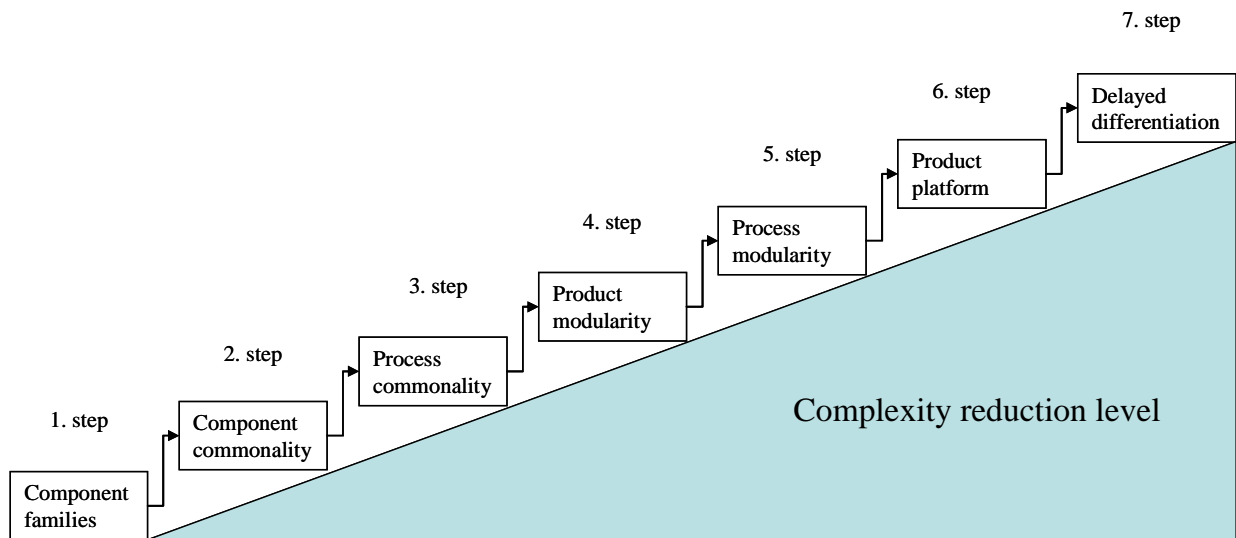 1. step
Component
families
2. step
Component
commonality
3. step
Process
commonality
4. step
Product
modularity
5. step
Process
modularity
6. step
Product
platform
7. step
Delayed
differentiation
Complexity reduction level